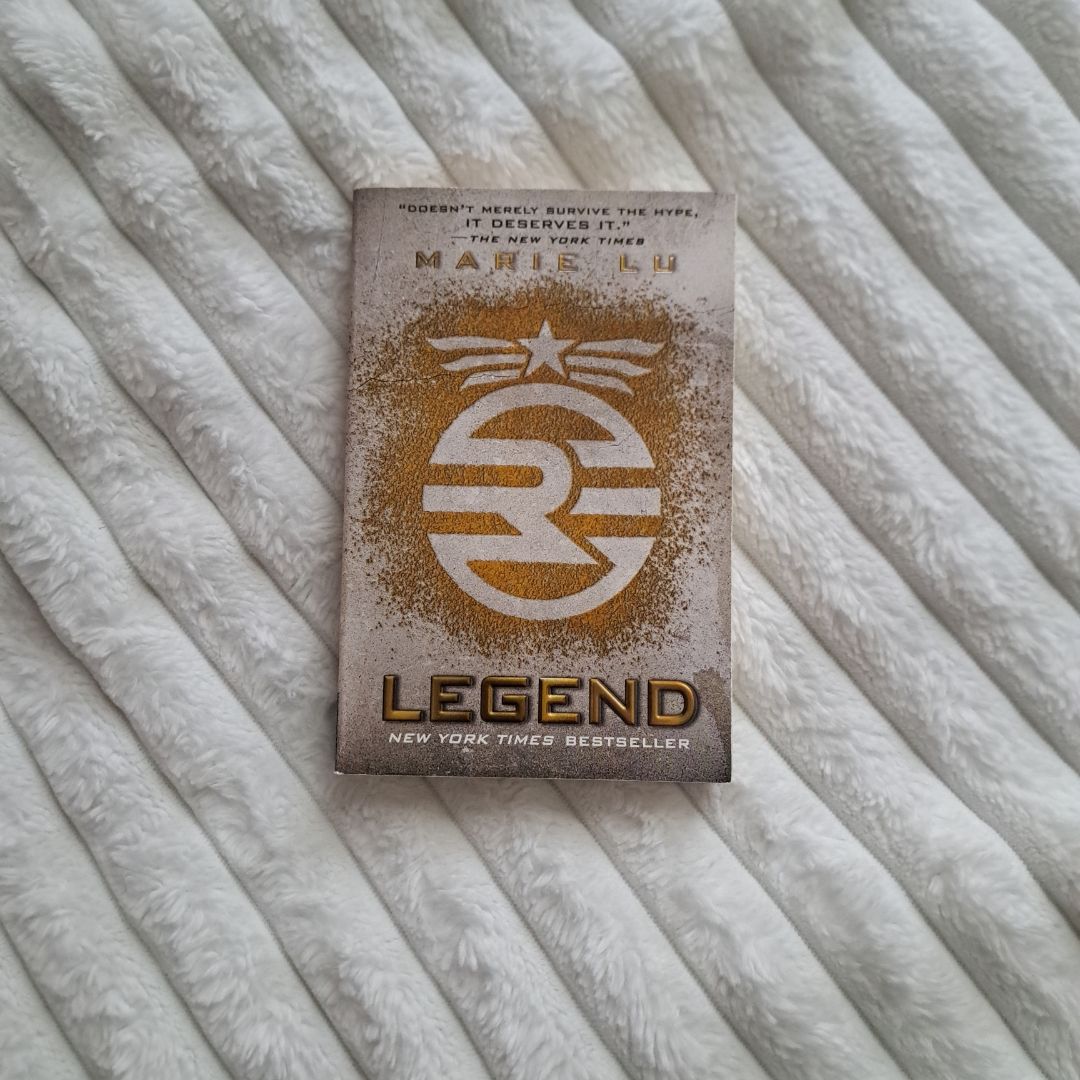 "DOESN'T MERELY SURVIVE THE HYPE,
IT DESERVES IT."
—THE NEW YORK TIMES
MARIE LU
R
LEGEND
NEW YORK TIMES BESTSELLER